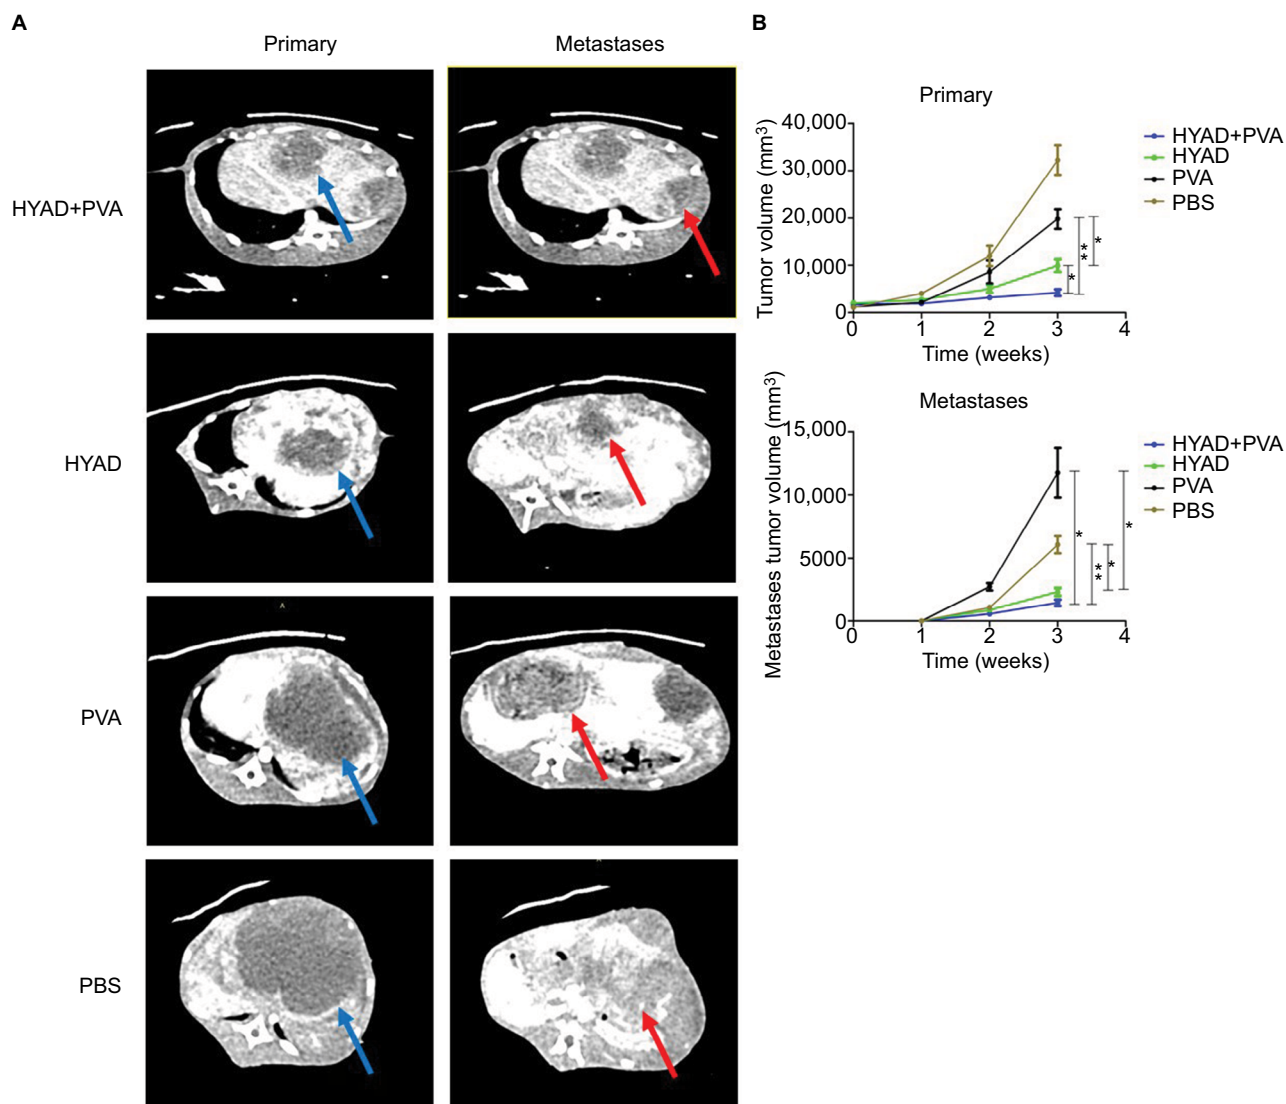 A
B
Primary
Metastases
HYAD+PVA
HYAD
PVA
PBS
Primary
Tumor volume (mm3)
40,000
30,000
20,000
10,000
0
0 1 2 3 4
Time (weeks)
HYAD+PVA
HYAD
PVA
PBS
*
**
*
Metastases
Metastases tumor volume (mm3)
15,000
10,000
5000
0
0 1 2 3 4
Time (weeks)
HYAD+PVA
HYAD
PVA
PBS
*
**
*
*